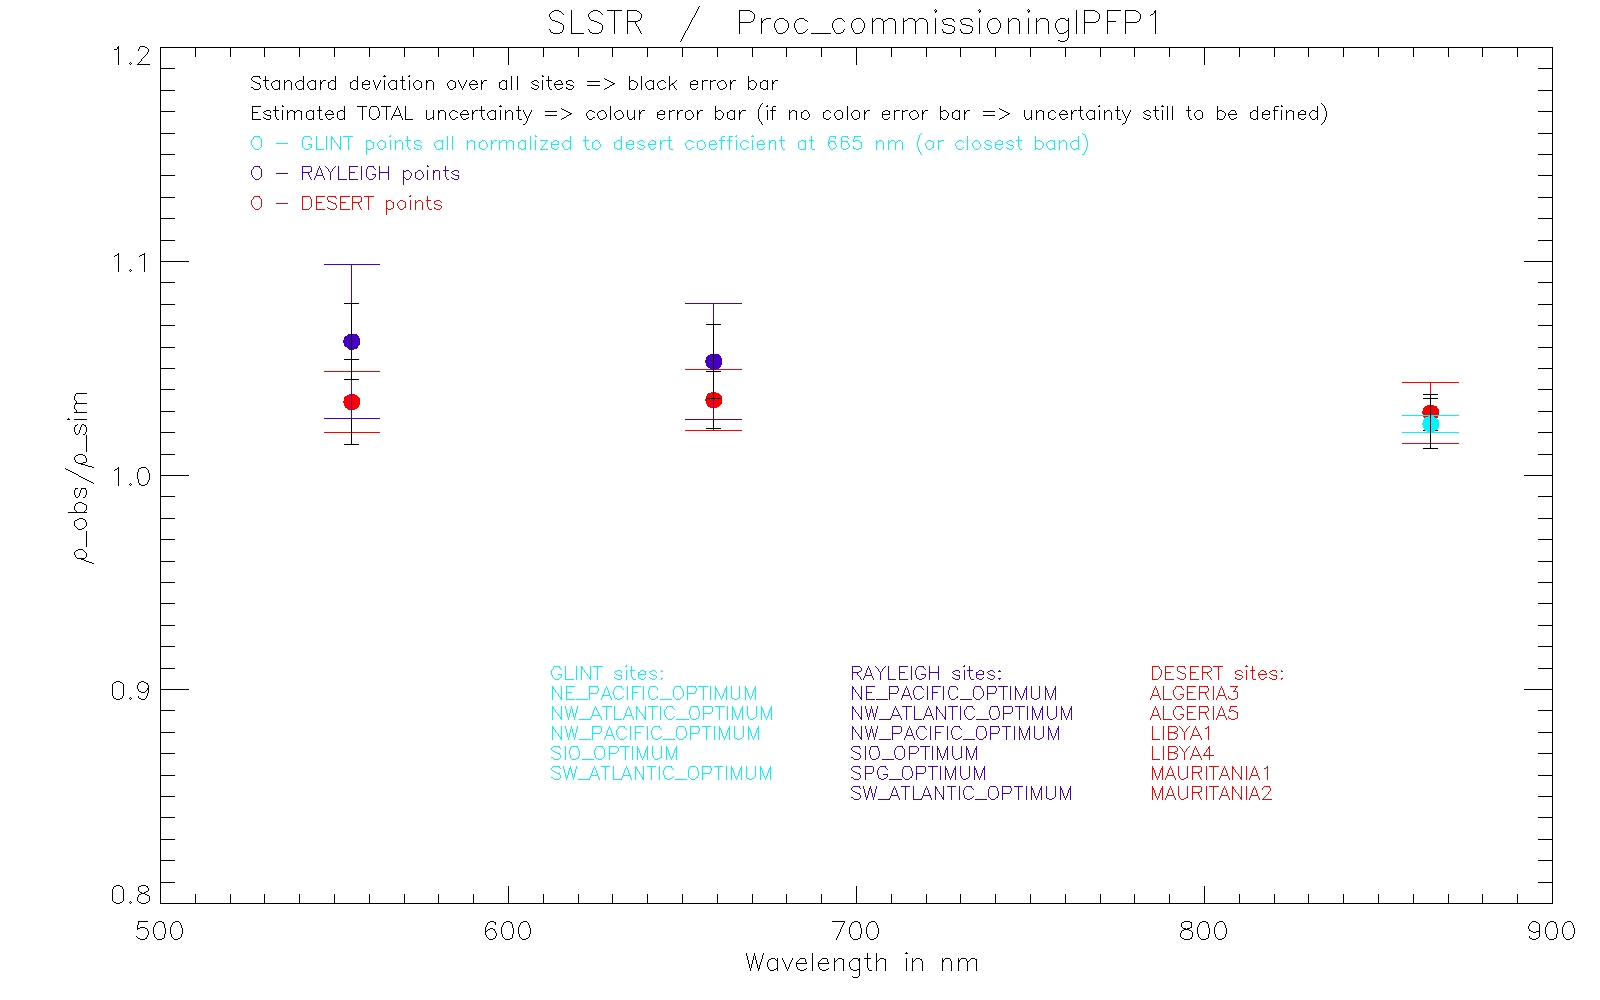 SLSTR / Proc_commissioningIPFP1
1.2
Standard deviation over all sites => black error bar
Estimated TOTAL uncertainty => colour error bar (if no color error bar => uncertainty still to be defined)
O – GLINT points all normalized to desert coefficient at 665 nm (or closest band)
O – RAYLEIGH points
O – DESERT points
1.1
1.0
0.9
0.8
ρ_obs/ρ_sim
GLINT sites:
NE_PACIFIC_OPTIMUM
NW_ATLANTIC_OPTIMUM
NW_PACIFIC_OPTIMUM
SIO_OPTIMUM
SW_ATLANTIC_OPTIMUM
RAYLEIGH sites:
NE_PACIFIC_OPTIMUM
NW_ATLANTIC_OPTIMUM
NW_PACIFIC_OPTIMUM
SIO_OPTIMUM
SPG_OPTIMUM
SW_ATLANTIC_OPTIMUM
DESERT sites:
ALGERIA3
ALGERIA5
LIBYA1
LIBYA4
MAURITANIA1
MAURITANIA2
500 600 700 800 900
Wavelength in nm